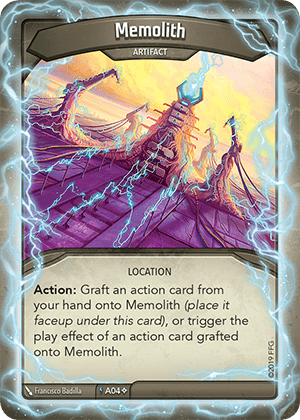 Memolith
ARTIFACT
LOCATION
Action: Graft an action card from
your hand onto Memolith (place it
faceup under this card), or trigger the
play effect of an action card grafted
onto Memolith.
©2019 FFG
Francisco Badilla
A04